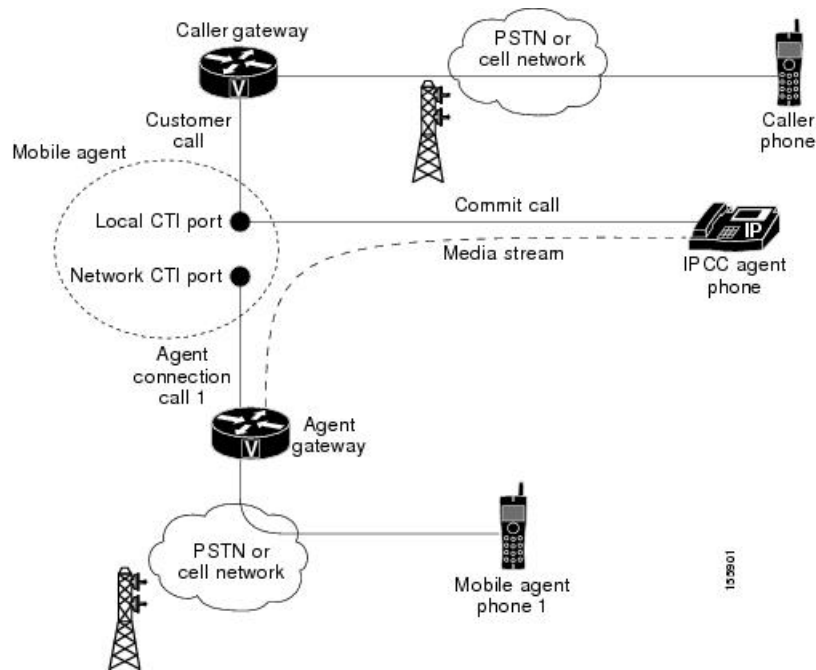 Caller gateway
V
PSTN or
cell network
Caller
phone
Customer
call
Mobile agent
Local CTI port
Commit call
IP
Media stream
IPCC agent
phone
Network CTI port
Agent
connection
call 1
V
Agent
gateway
PSTN or
cell network
Mobile agent
phone 1
153901